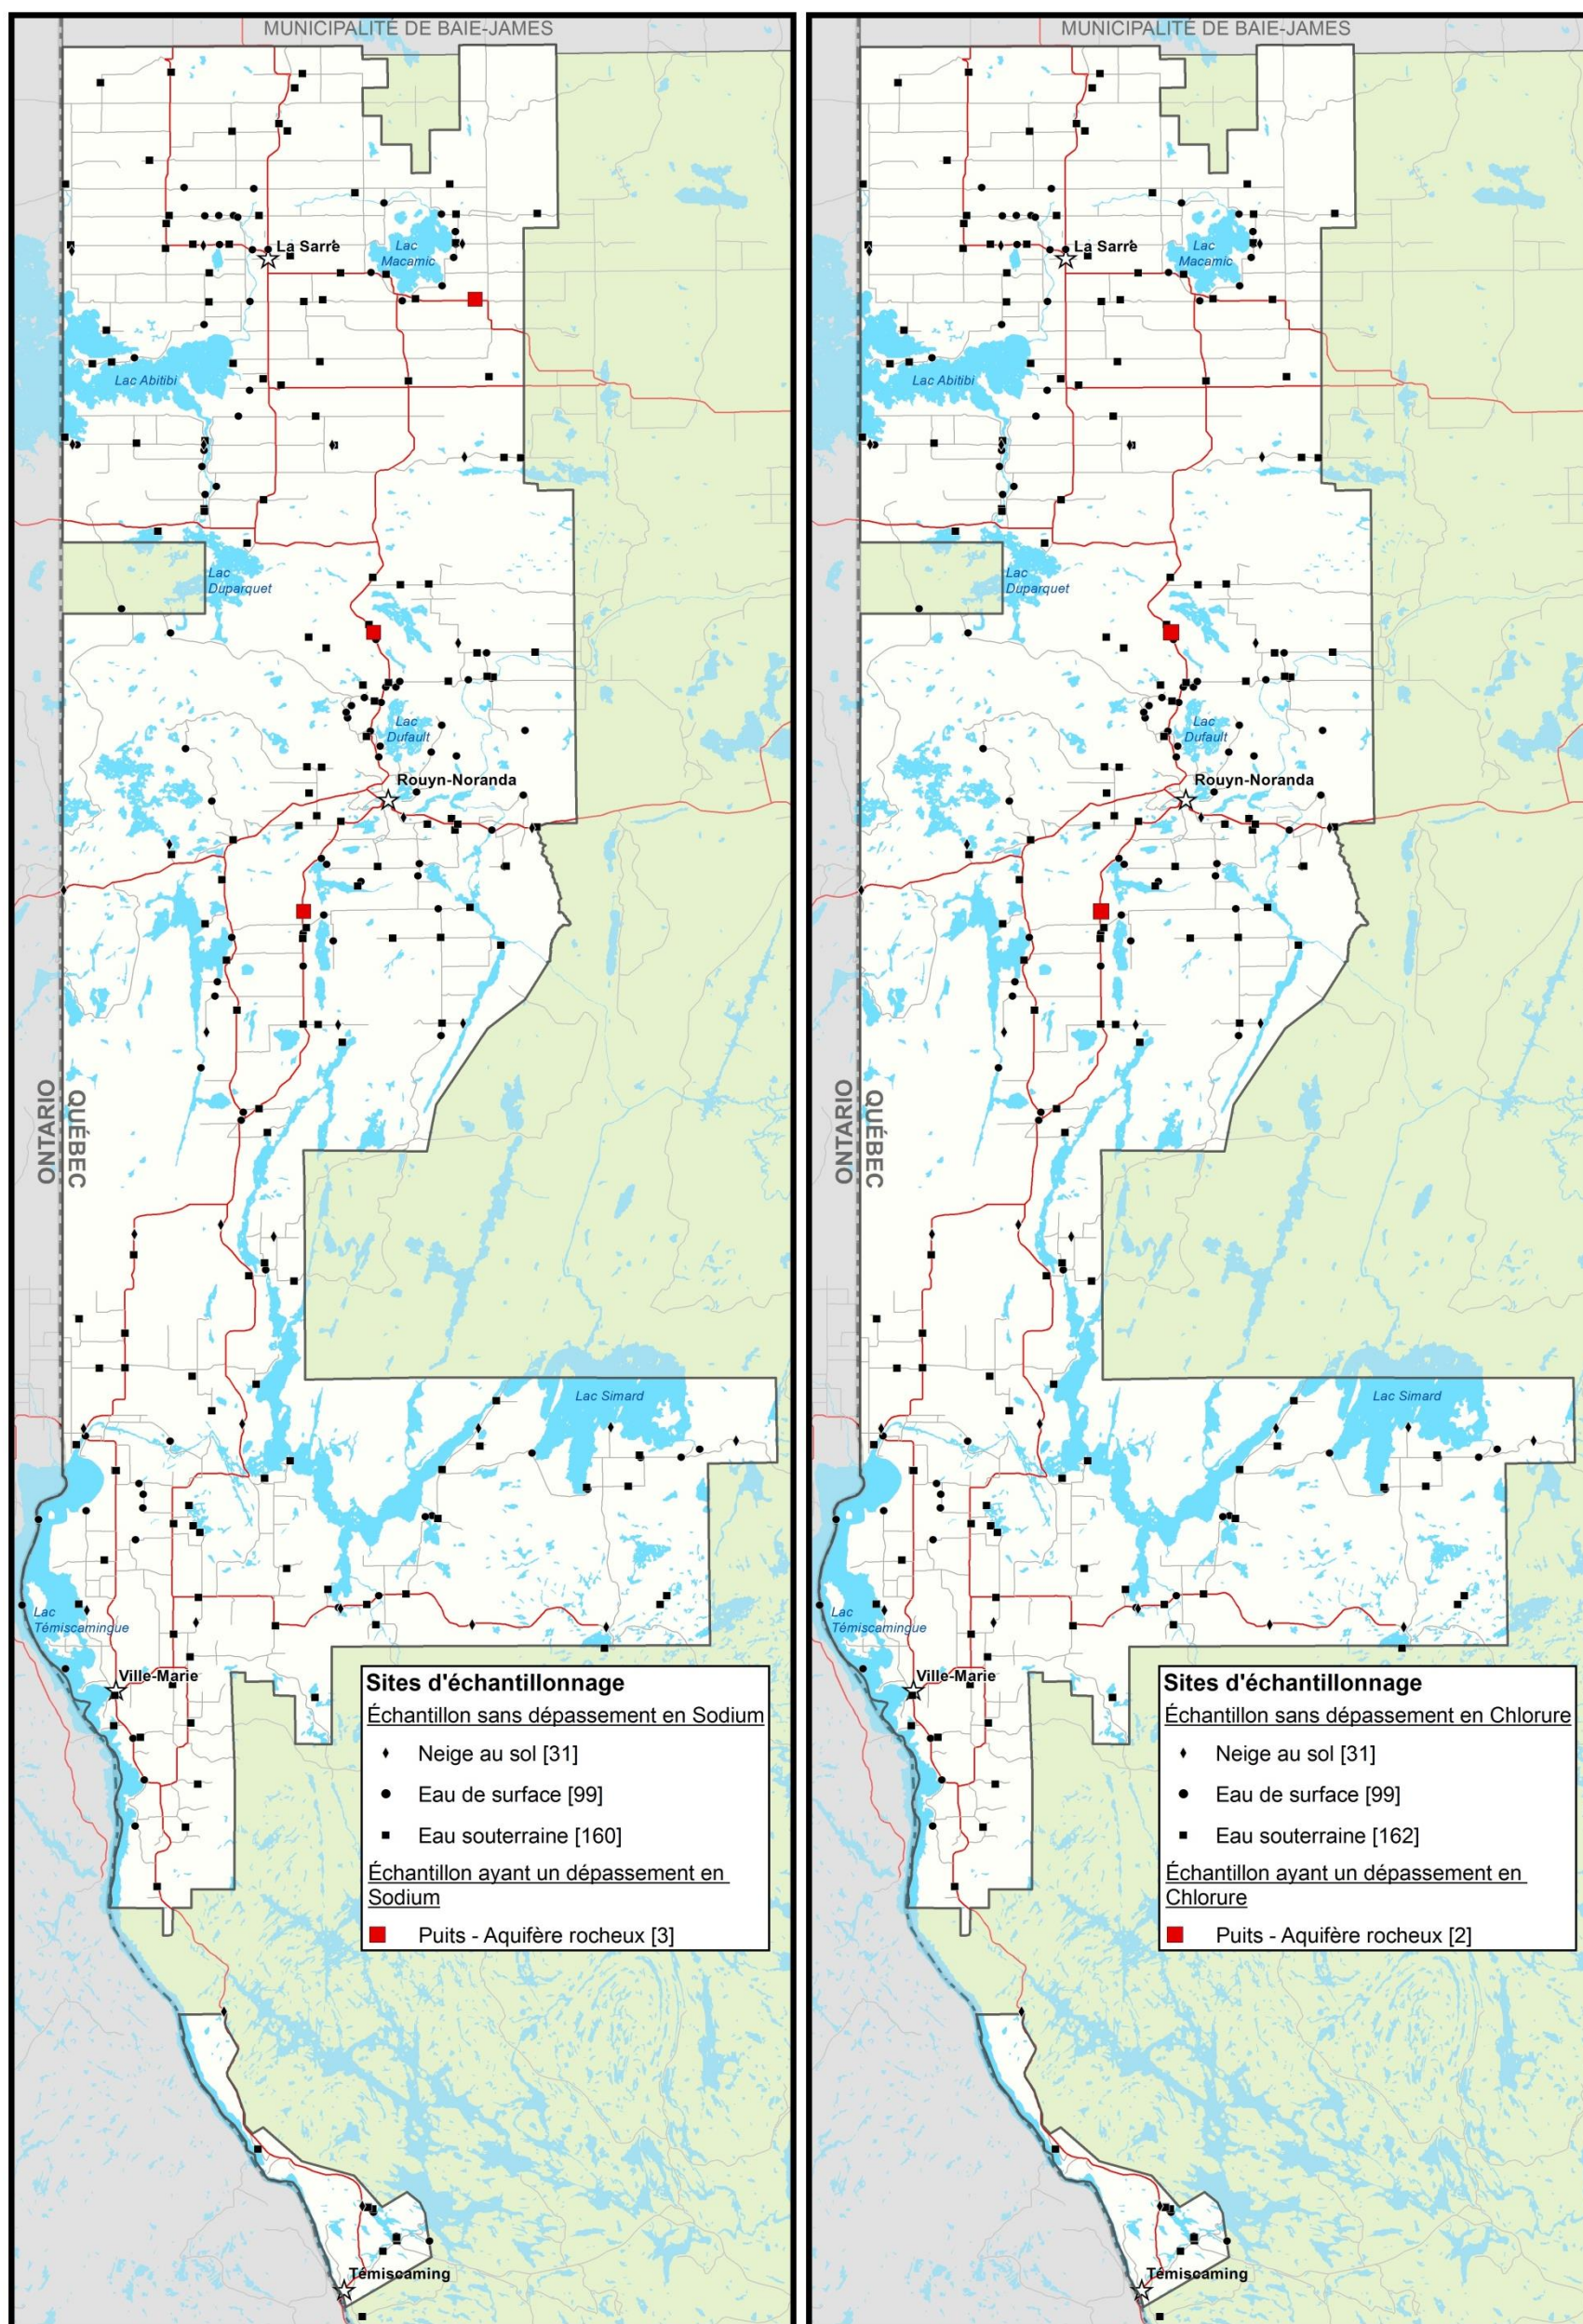 MUNICIPALITÉ DE BAIE-JAMES
La Sarre
Lac
Macamic
Lac Abitibi
Lac
Duparquet
Lac
Dufault
Rouyn-Noranda
ONTARIO
QUÉBEC
Lac Simard
Lac
Témiscamingue
Ville-Marie
Sites d'échantillonnage
Échantillon sans dépassement en Sodium
Neige au sol [31]
Eau de surface [99]
Eau souterraine [160]
Échantillon ayant un dépassement en
Sodium
Puits - Aquifère rocheux [3]
Témiscaming
MUNICIPALITÉ DE BAIE-JAMES
La Sarre
Lac
Macamic
Lac Abitibi
Lac
Duparquet
Lac
Dufault
Rouyn-Noranda
ONTARIO
QUÉBEC
Lac Simard
Lac
Témiscamingue
Ville-Marie
Sites d'échantillonnage
Échantillon sans dépassement en Chlorure
Neige au sol [31]
Eau de surface [99]
Eau souterraine [162]
Échantillon ayant un dépassement en
Chlorure
Puits - Aquifère rocheux [2]
Témiscaming